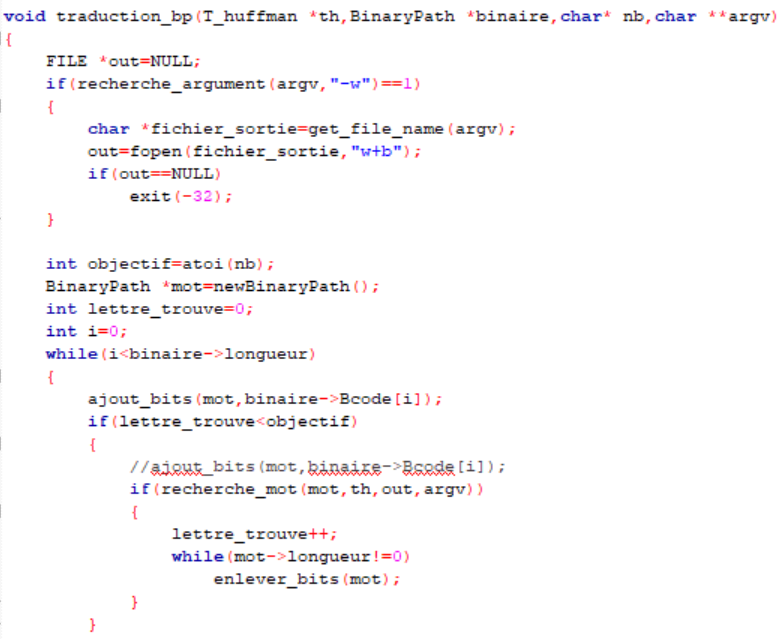 void traduction_bp(T_huffman *th,BinaryPath *binaire,char* nb,char **argv)
{
    FILE *out=NULL;
    if(recherche_argument(argv,"-w")==1)
    {
        char *fichier_sortie=get_file_name(argv);
        out=fopen(fichier_sortie,"w+b");
        if(out==NULL)
            exit(-32);
    }

    int objectif=atoi(nb);
    BinaryPath *mot=newBinaryPath();
    int lettre_trouve=0;
    int i=0;
    while(i<binaire->longueur)
    {
        ajout_bits(mot,binaire->Bcode[i]);
        if(lettre_trouve<objectif)
        {
            //ajout_bits(mot,binaire->Bcode[i]);
            if(recherche_mot(mot,th,out,argv))
            {
                lettre_trouve++;
                while(mot->longueur!=0)
                    enlever_bits(mot);
            }
        }